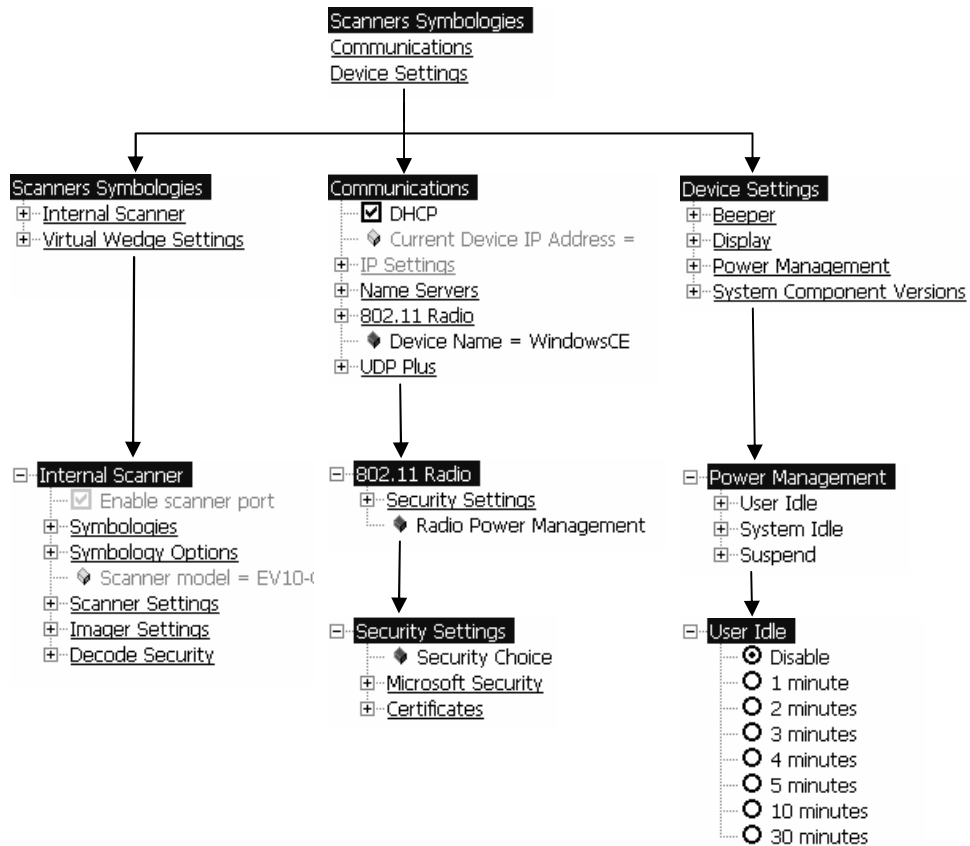 Scanners Symbologies
Communications
Device Settings
Scanners Symbologies
Internal Scanner
Virtual Wedge Settings
Communications
DHCP
Current Device IP Address =
IP Settings
Name Servers
802.11 Radio
Device Name = WindowsCE
UDP Plus
Device Settings
Beeper
Display
Power Management
System Component Versions
Internal Scanner
Enable scanner port
Symbologies
Symbology Options
Scanner model = EV10-
Scanner Settings
Imager Settings
Decode Security
802.11 Radio
Security Settings
Radio Power Management
Security Settings
Security Choice
Microsoft Security
Certificates
Power Management
User Idle
System Idle
Suspend
User Idle
Disable
1 minute
2 minutes
3 minutes
4 minutes
5 minutes
10 minutes
30 minutes